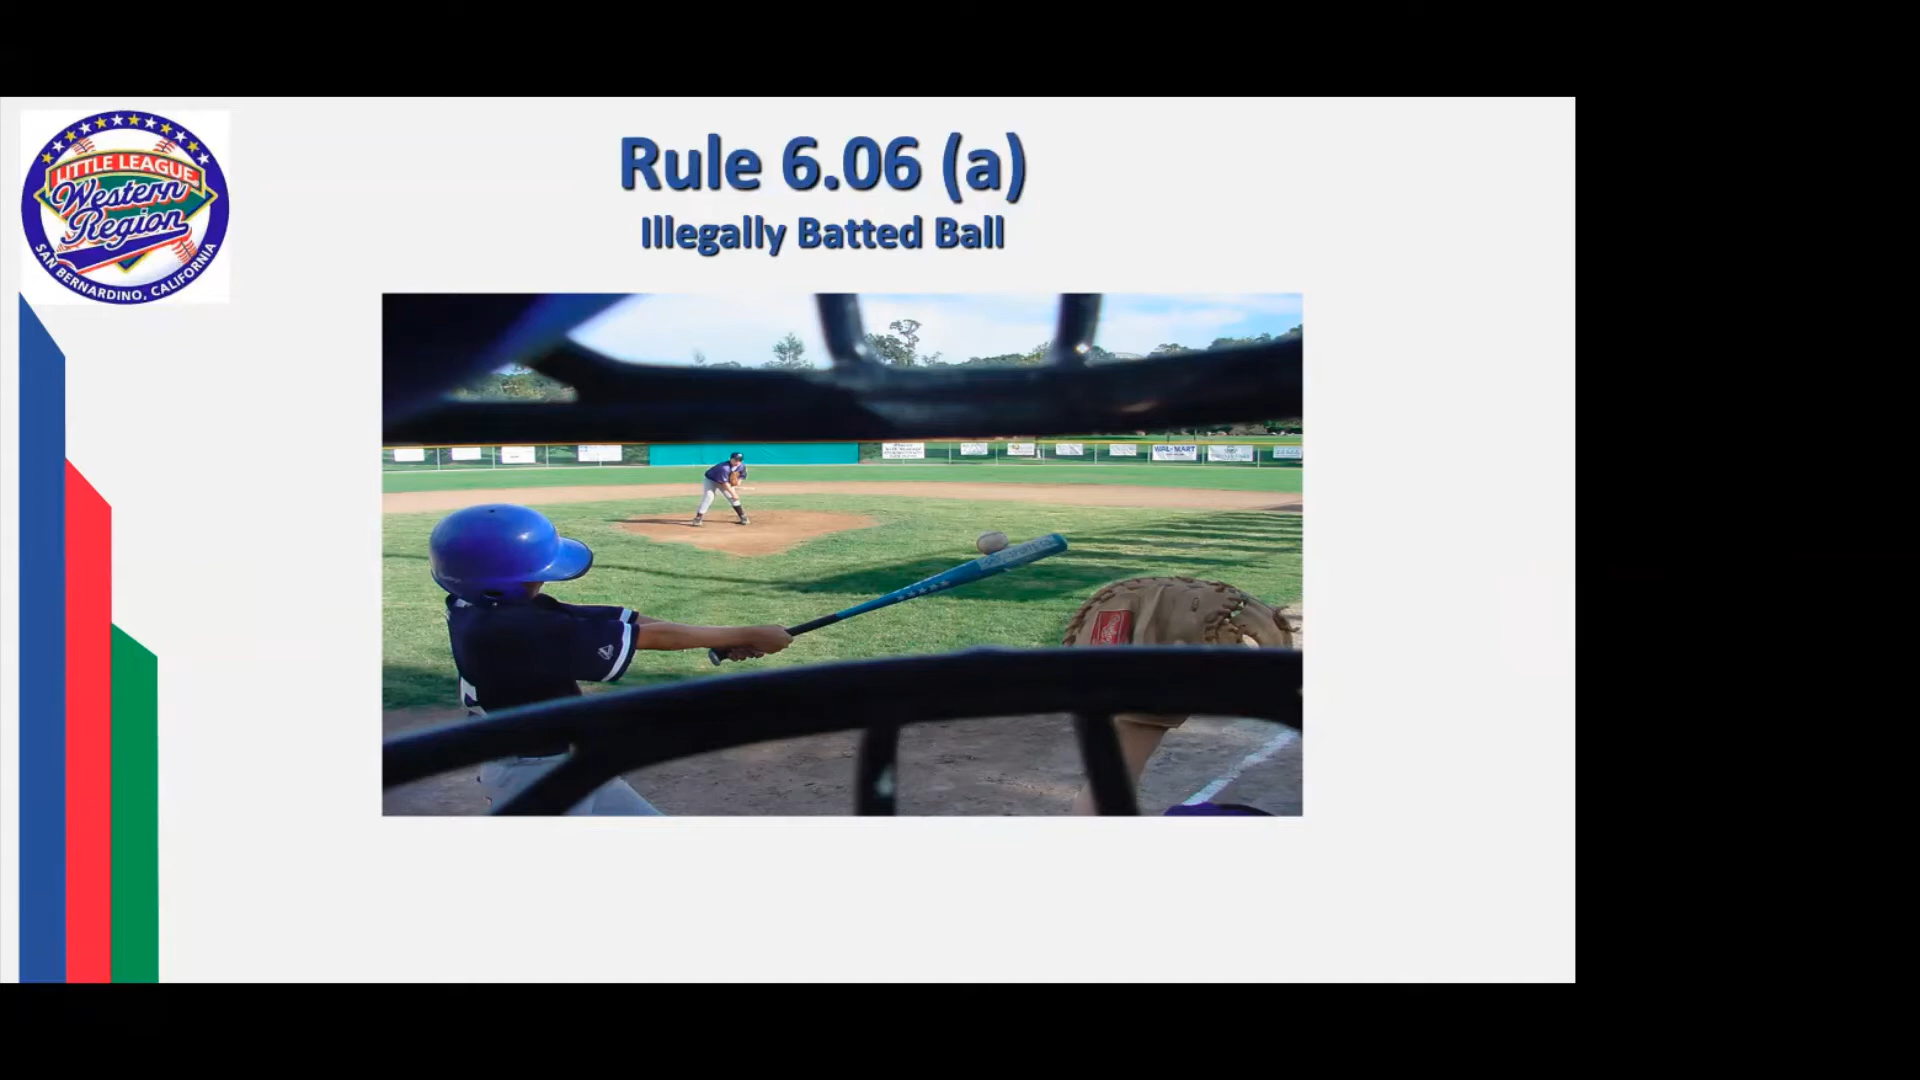 Rule 6.06 (a)
Illegally Batted Ball
LITTLE LEAGUE
Western
Region
SAN BERNARDINO, CALIFORNIA
WAL-MART